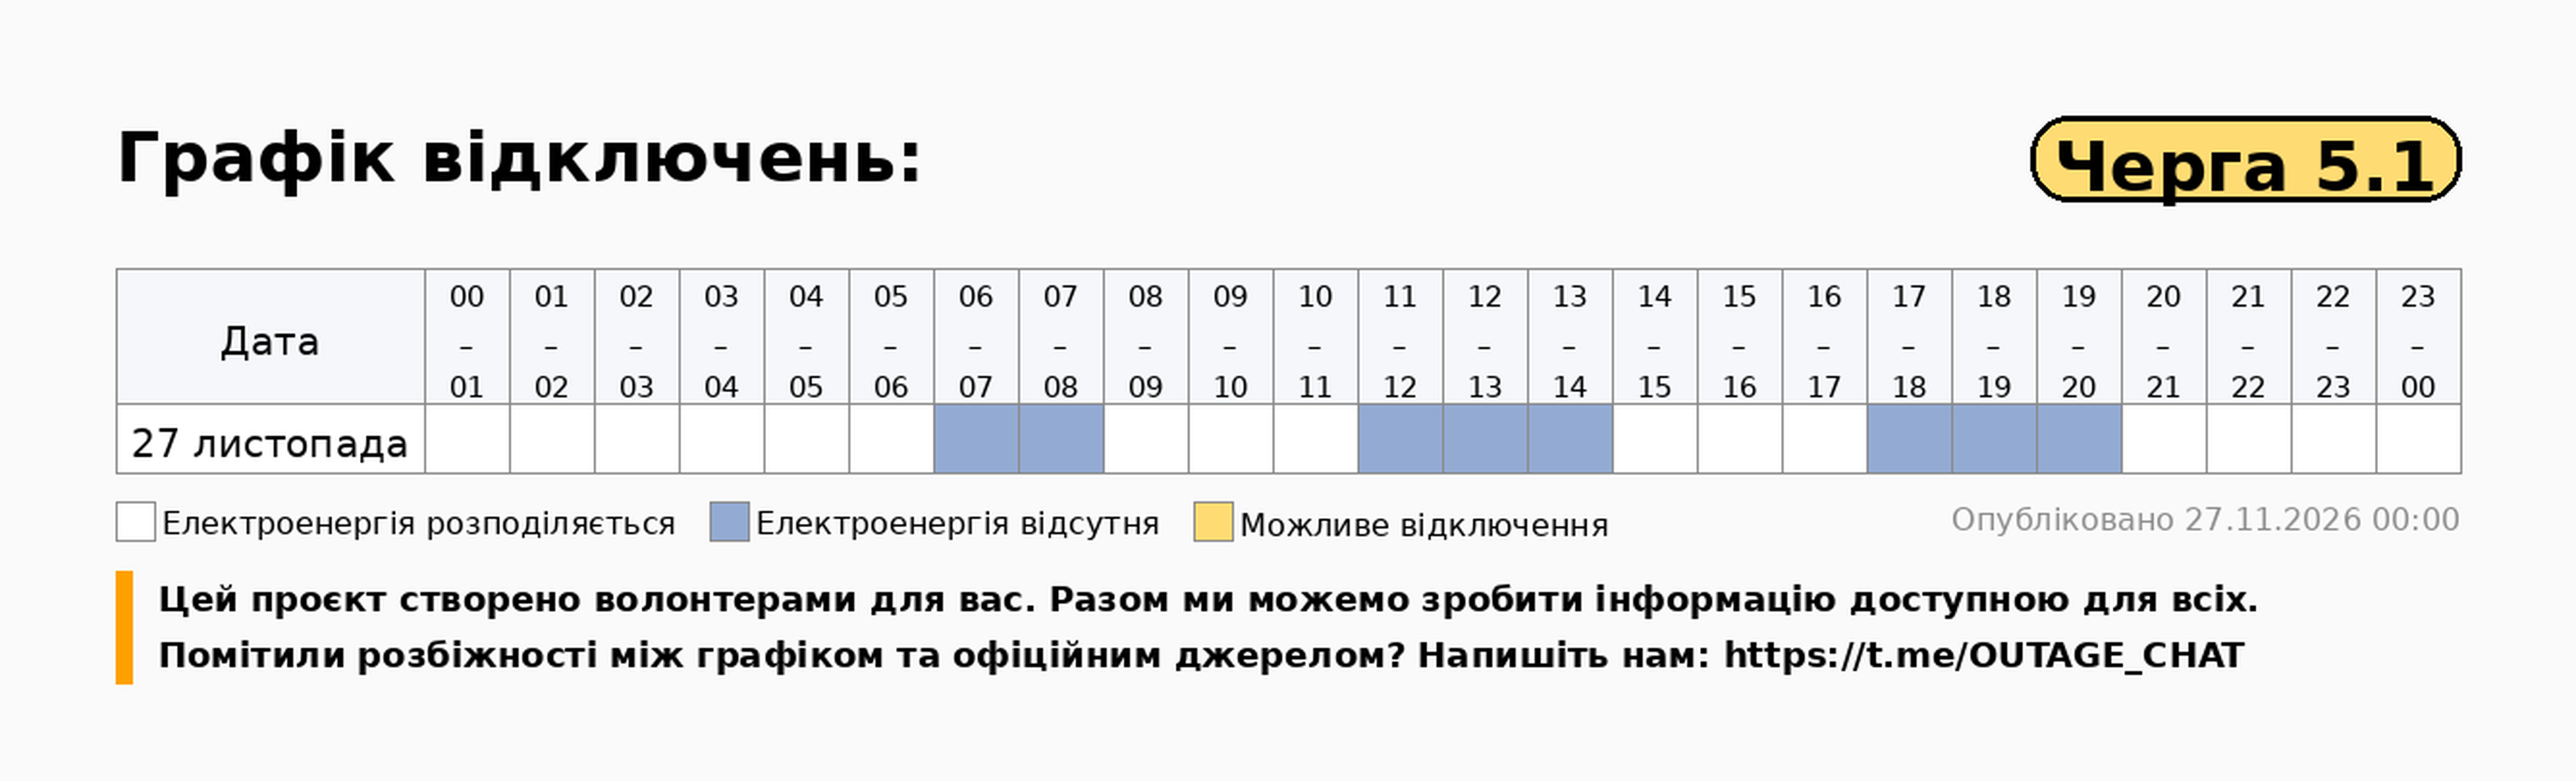 Графік відключень:
Черга 5.1
Дата
00 – 01
01 – 02
02 – 03
03 – 04
04 – 05
05 – 06
06 – 07
07 – 08
08 – 09
09 – 10
10 – 11
11 – 12
12 – 13
13 – 14
14 – 15
15 – 16
16 – 17
17 – 18
18 – 19
19 – 20
20 – 21
21 – 22
22 – 23
23 – 00
27 листопада
Електроенергія розподіляється
Електроенергія відсутня
Можливе відключення
Опубліковано 27.11.2026 00:00
Цей проєкт створено волонтерами для вас. Разом ми можемо зробити інформацію доступною для всіх.
Помітили розбіжності між графіком та офіційним джерелом? Напишіть нам: https://t.me/OUTAGE_CHAT